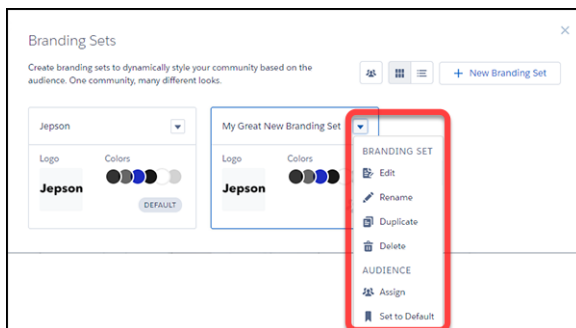 Branding Sets
Create branding sets to dynamically style your community based on the
audience. One community, many different looks.
+ New Branding Set
Jepson
Logo
Colors
Jepson
DEFAULT
My Great New Branding Set
Logo
Colors
Jepson
BRANDING SET
Edit
Rename
Duplicate
Delete
AUDIENCE
Assign
Set to Default